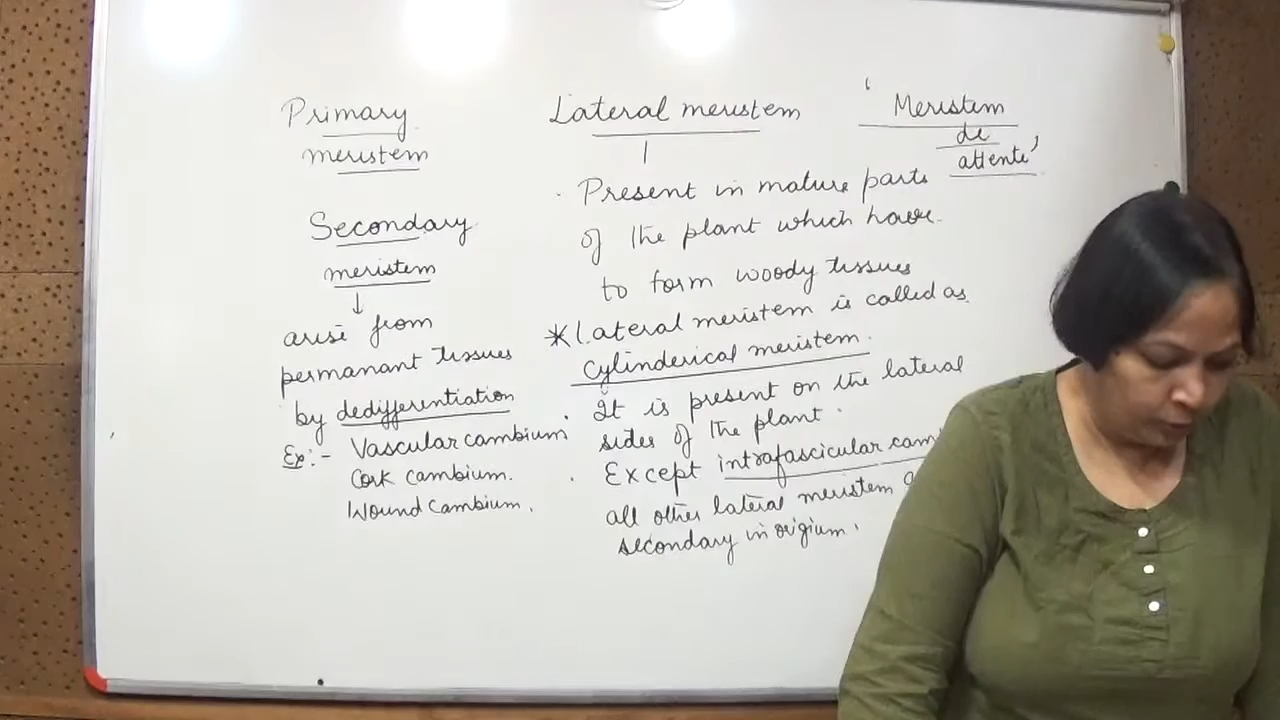 Primary
meristem
Secondary
meristem
↓
arise from
permanant tissues
by dedifferentiation
Ex:- Vascular cambium
Cork cambium.
Wound cambium.
Lateral meristem
. Present in mature parts
of the plant which have
to form woody tissues
* Lateral meristem is called as
cylinderical meristem.
. It is present on the lateral
sides of the plant.
. Except intrafascicular cam
all other lateral meristem
secondary in origium.
' Meristem
de
attente'